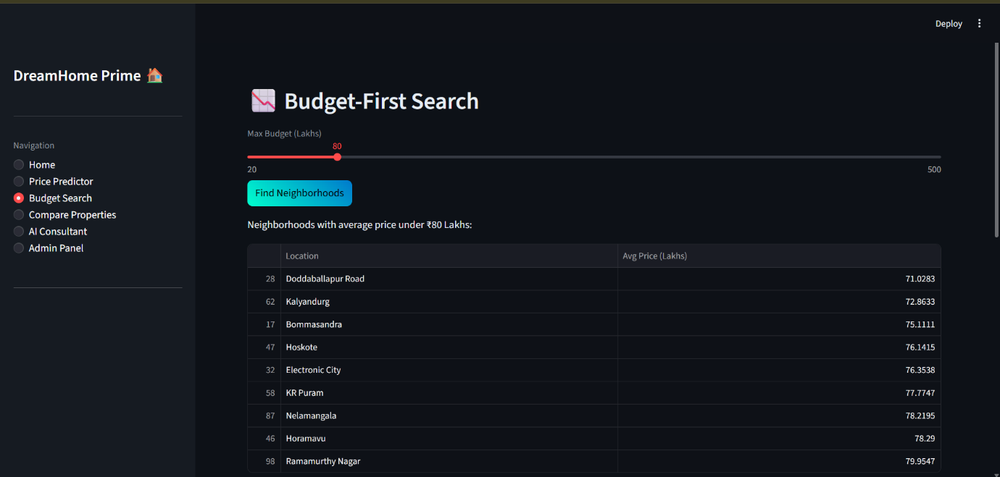 Deploy
DreamHome Prime
Navigation
Home
Price Predictor
Budget Search
Compare Properties
AI Consultant
Admin Panel
Budget-First Search
Max Budget (Lakhs)
80
20 500
Find Neighborhoods
Neighborhoods with average price under ₹80 Lakhs:
Location Avg Price (Lakhs)
28 Doddaballapur Road 71.0283
62 Kalyandurg 72.8633
17 Bommasandra 75.1111
47 Hoskote 76.1415
32 Electronic City 76.3538
58 KR Puram 77.7747
87 Nelamangala 78.2195
46 Horamavu 78.29
98 Ramamurthy Nagar 79.9547